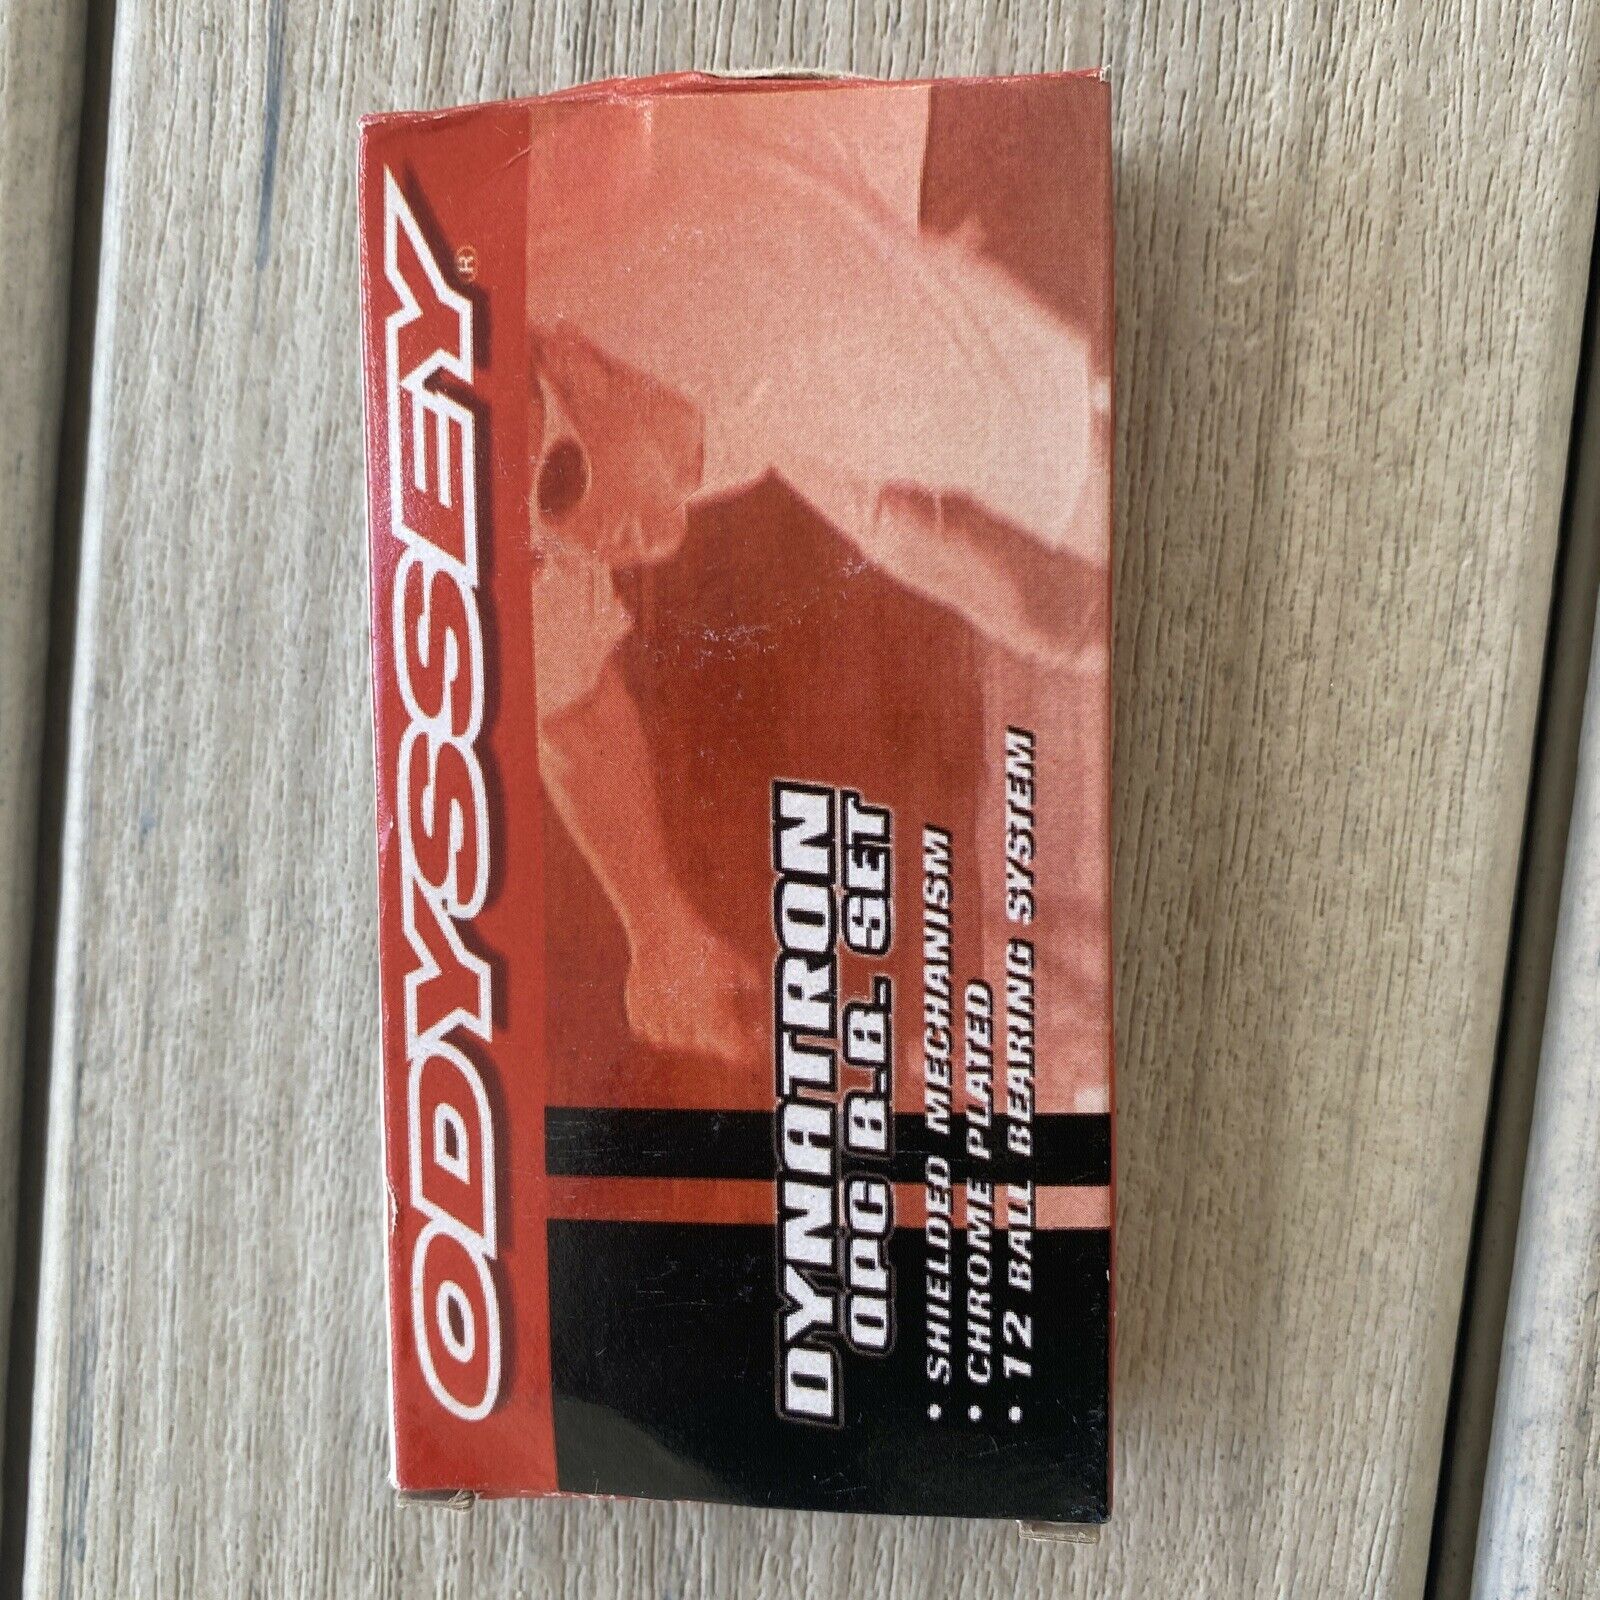 ODYSSEY®
DYNATRON
OPC B.B. SET
• SHIELDED MECHANISM
• CHROME PLATED
• 12 BALL BEARING SYSTEM